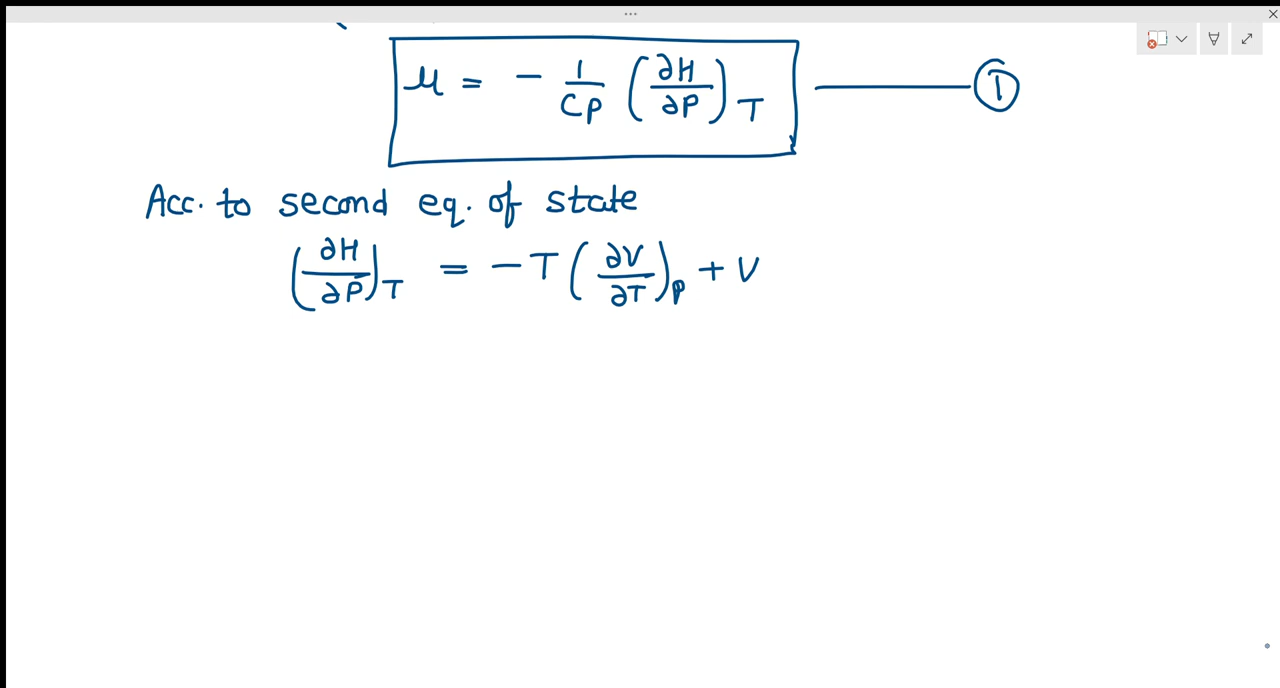 μ = - 1/CP (∂H/∂P)T ——— ①
Acc. to second eq. of state
(∂H/∂P)T = -T (∂V/∂T)P + V